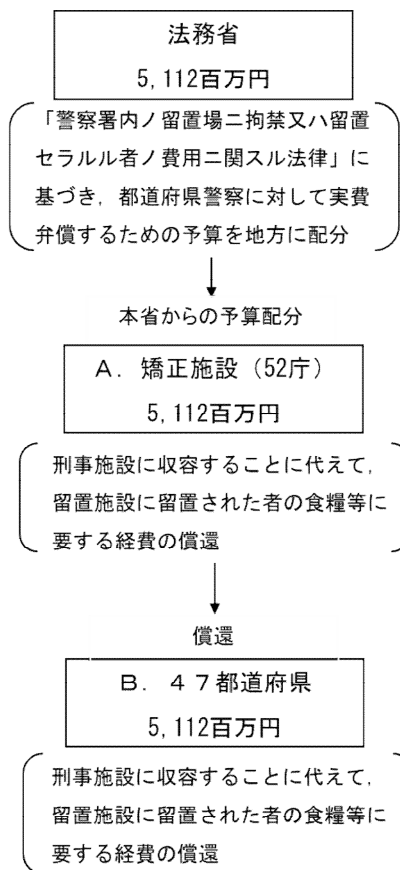 法務省
5,112百万円
「警察署内ノ留置場ニ拘禁又ハ留置
セラルル者ノ費用ニ関スル法律」に
基づき，都道府県警察に対して実費
弁償するための予算を地方に配分
本省からの予算配分
Ａ．矯正施設（52庁）
5,112百万円
刑事施設に収容することに代えて，
留置施設に留置された者の食糧等に
要する経費の償還
償還
Ｂ．４７都道府県
5,112百万円
刑事施設に収容することに代えて，
留置施設に留置された者の食糧等に
要する経費の償還